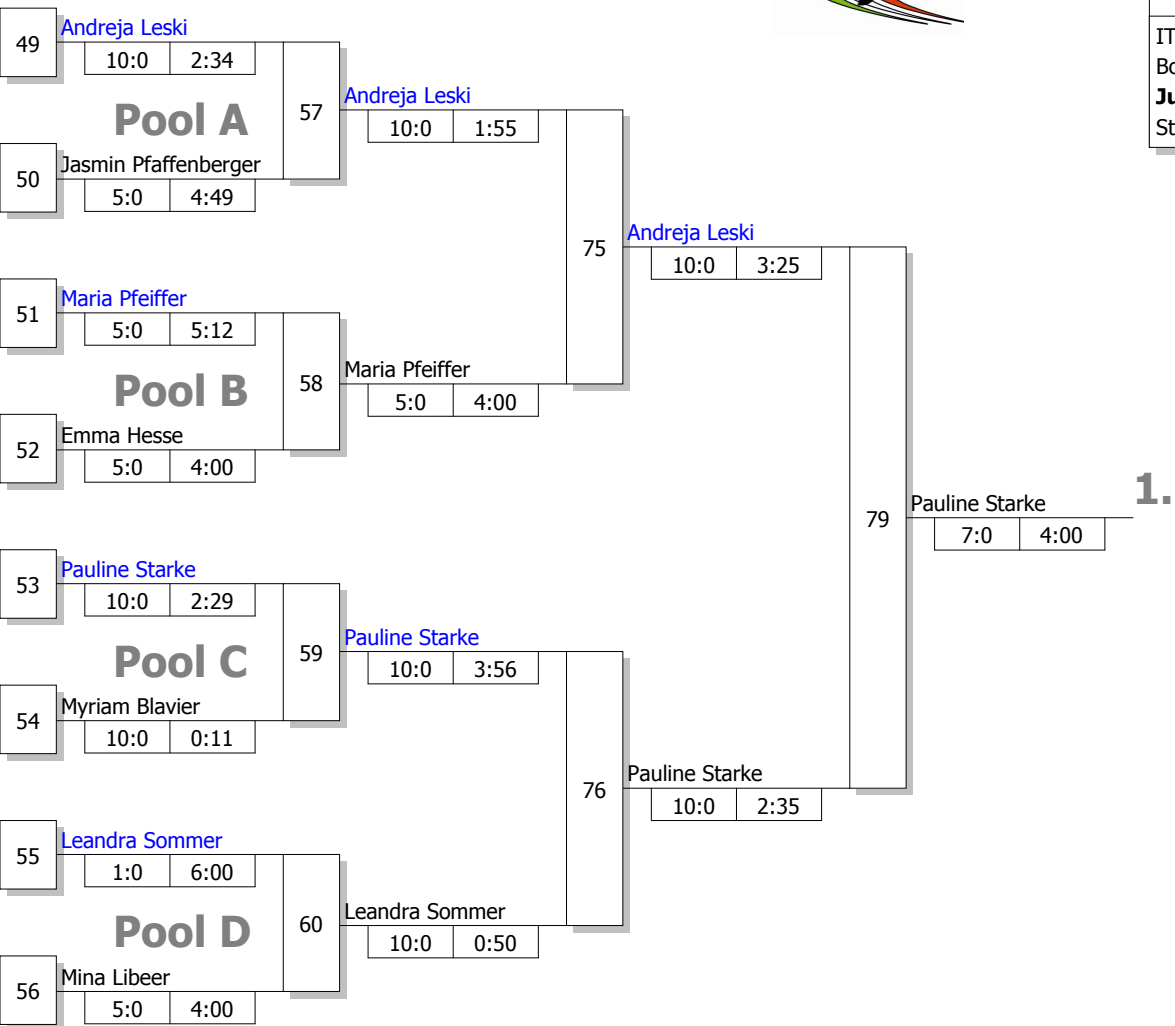 IT
Bo
Ju
St
49
Andreja Leski
10:0 2:34
Pool A
50
Jasmin Pfaffenberger
5:0 4:49
57
Andreja Leski
10:0 1:55
51
Maria Pfeiffer
5:0 5:12
Pool B
52
Emma Hesse
5:0 4:00
58
Maria Pfeiffer
5:0 4:00
75
Andreja Leski
10:0 3:25
53
Pauline Starke
10:0 2:29
Pool C
54
Myriam Blavier
10:0 0:11
59
Pauline Starke
10:0 3:56
55
Leandra Sommer
1:0 6:00
Pool D
56
Mina Libeer
5:0 4:00
60
Leandra Sommer
10:0 0:50
76
Pauline Starke
10:0 2:35
79
Pauline Starke
7:0 4:00
1.